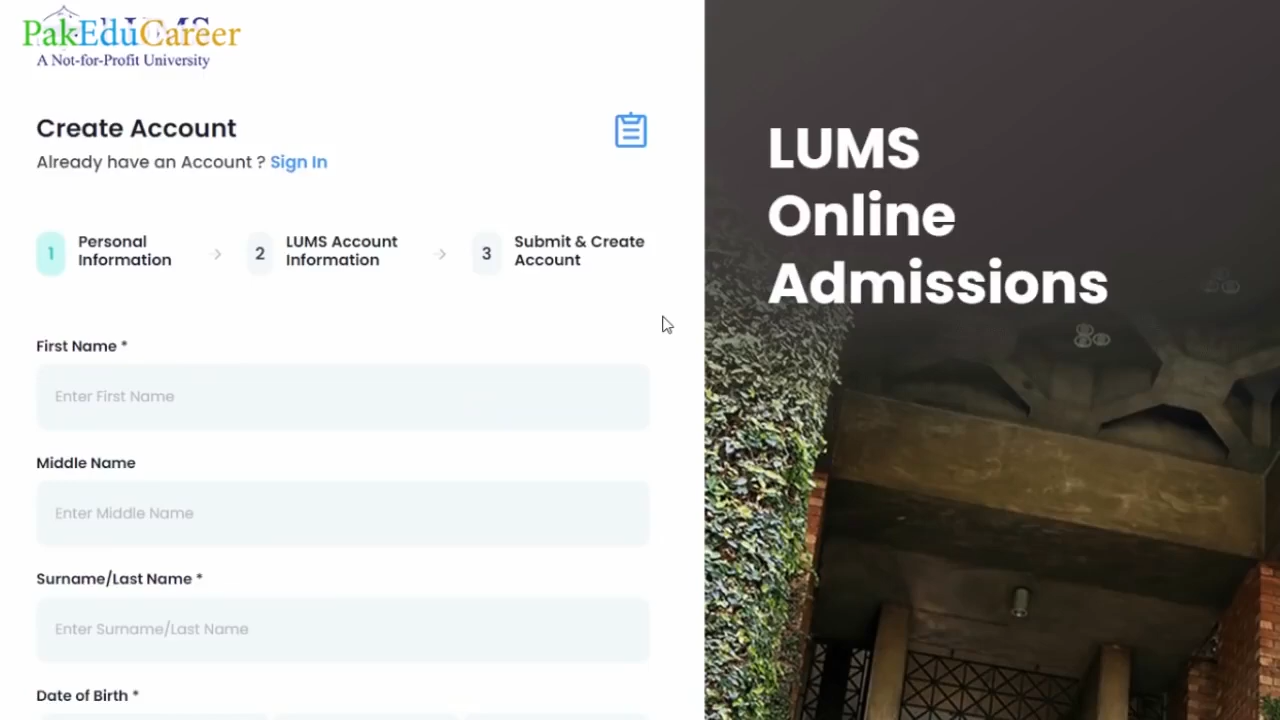 PakEduCareer
A Not-for-Profit University
Create Account
Already have an Account ? Sign In
1 Personal Information
2 LUMS Account Information
3 Submit & Create Account
First Name *
Enter First Name
Middle Name
Enter Middle Name
Surname/Last Name *
Enter Surname/Last Name
Date of Birth *
LUMS
Online
Admissions